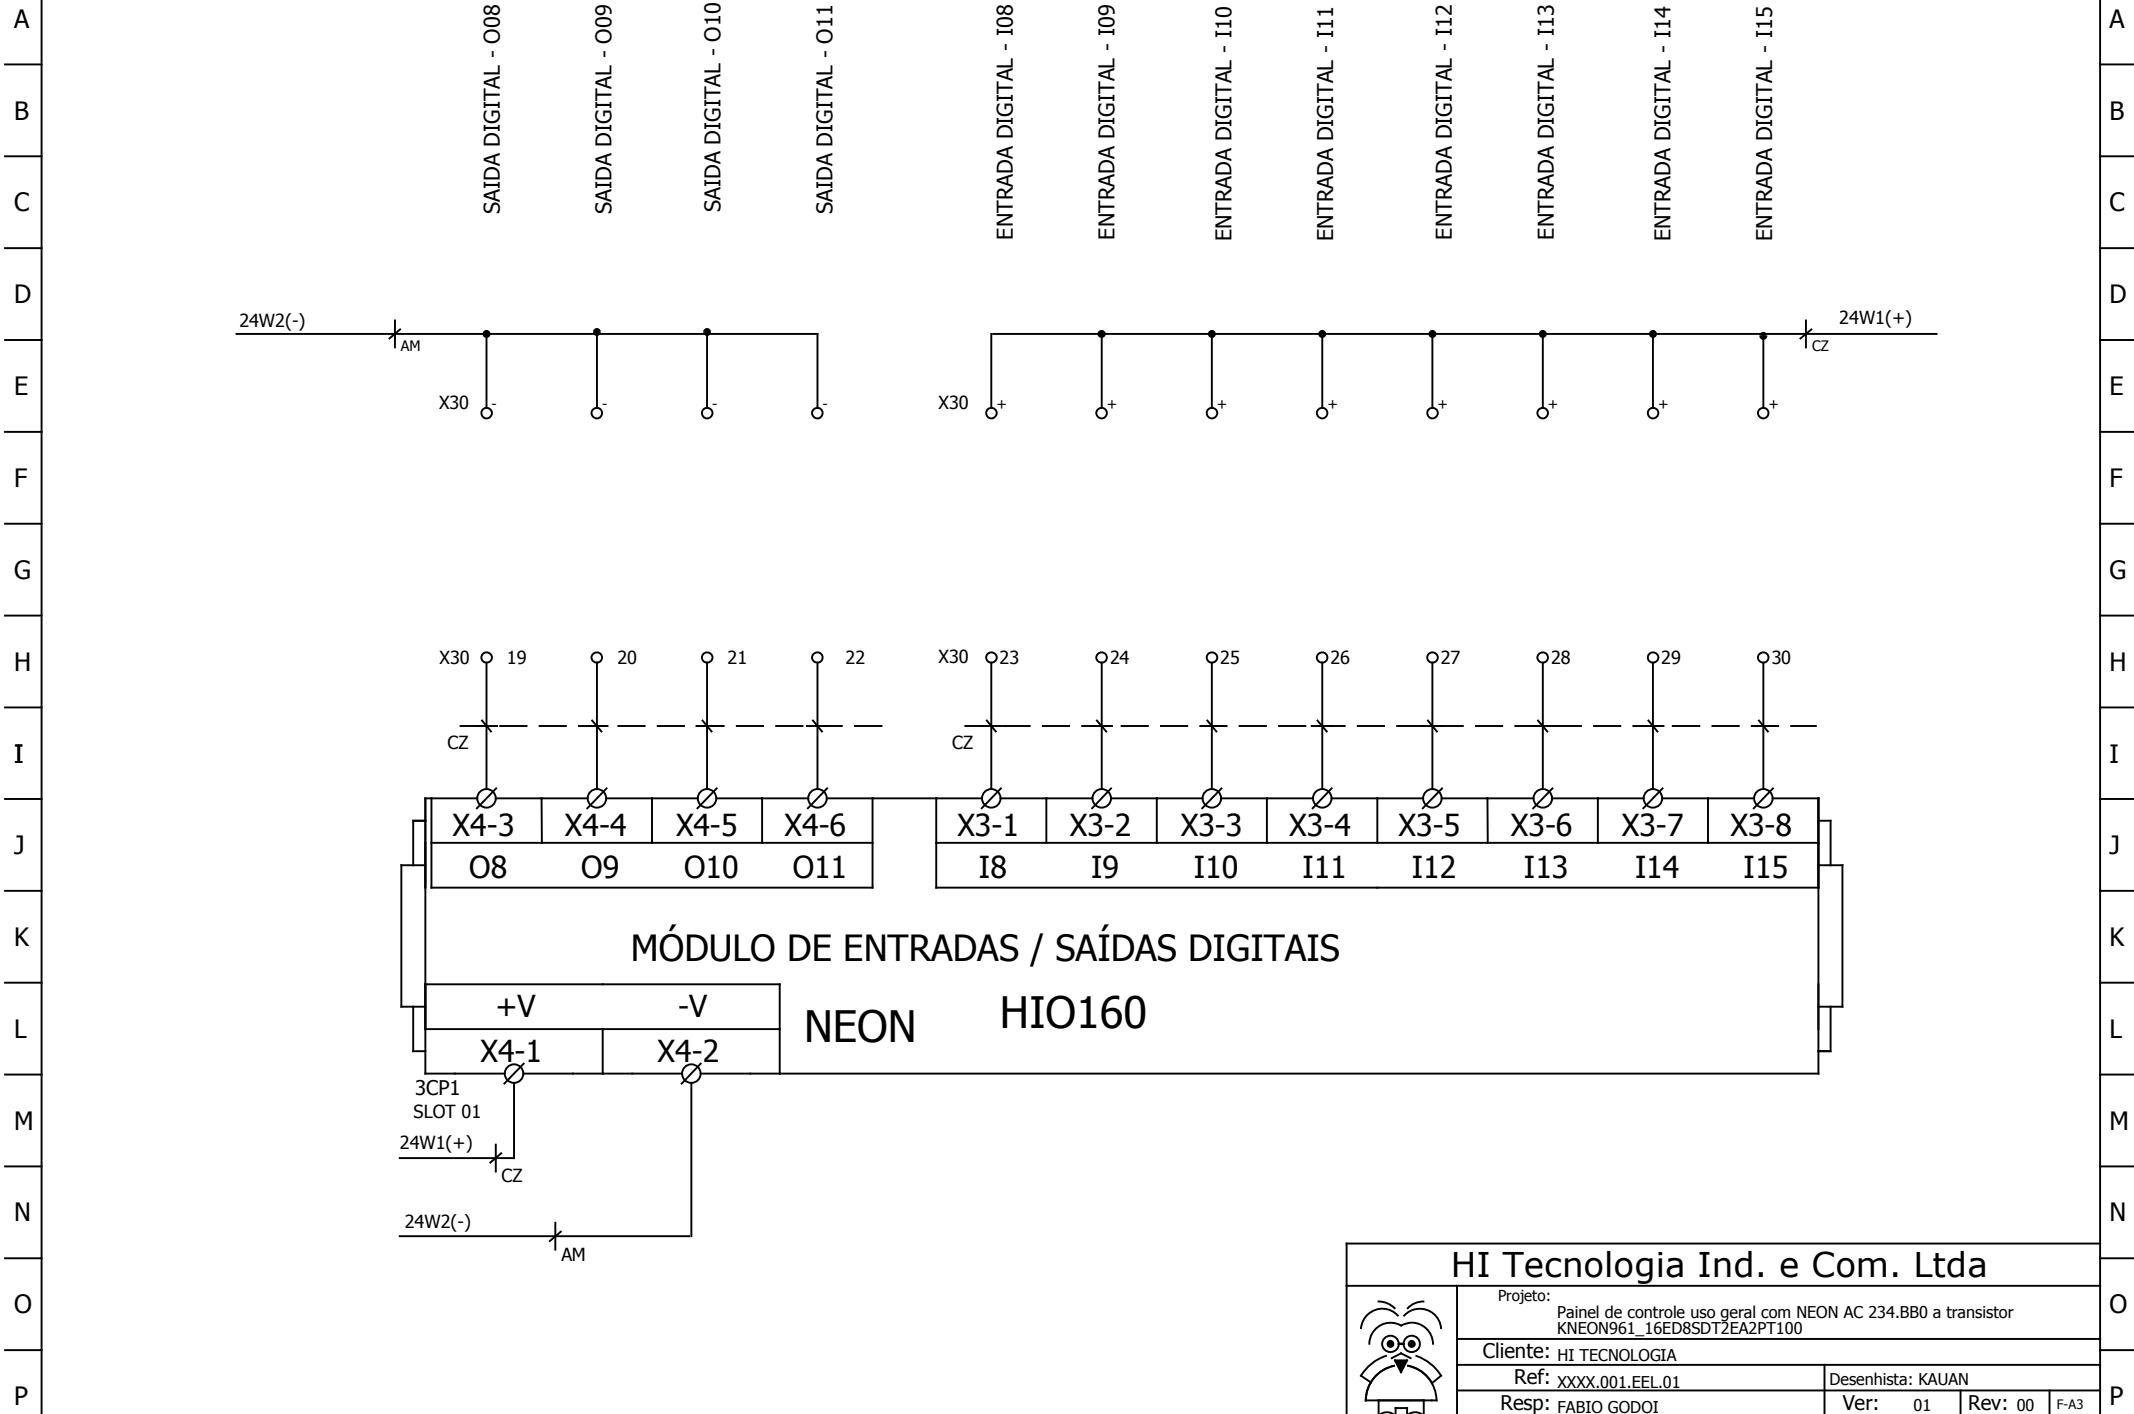 A
B
C
D
E
F
G
H
I
J
K
L
M
N
O
P
SAIDA DIGITAL - O08
SAIDA DIGITAL - O09
SAIDA DIGITAL - O10
SAIDA DIGITAL - O11
ENTRADA DIGITAL - I08
ENTRADA DIGITAL - I09
ENTRADA DIGITAL - I10
ENTRADA DIGITAL - I11
ENTRADA DIGITAL - I12
ENTRADA DIGITAL - I13
ENTRADA DIGITAL - I14
ENTRADA DIGITAL - I15
24W2(-)
AM
24W1(+)
CZ
X30 - - - -
X30 + + + + + + + +
X30 19 20 21 22
X30 23 24 25 26 27 28 29 30
CZ
CZ
X4-3 X4-4 X4-5 X4-6
O8 O9 O10 O11
X3-1 X3-2 X3-3 X3-4 X3-5 X3-6 X3-7 X3-8
I8 I9 I10 I11 I12 I13 I14 I15
MÓDULO DE ENTRADAS / SAÍDAS DIGITAIS
NEON HIO160
+V -V
X4-1 X4-2
3CP1
SLOT 01
24W1(+)
CZ
24W2(-)
AM
HI Tecnologia Ind. e Com. Ltda
Projeto:
Painel de controle uso geral com NEON AC 234.BB0 a transistor
KNEON961_16ED8SDT2EA2PT100
Cliente: HI TECNOLOGIA
Ref: XXXX.001.EEL.01
Desenhista: KAUAN
Resp: FABIO GODOI
Ver: 01
Rev: 00
F-A3
A
B
C
D
E
F
G
H
I
J
K
L
M
N
O
P